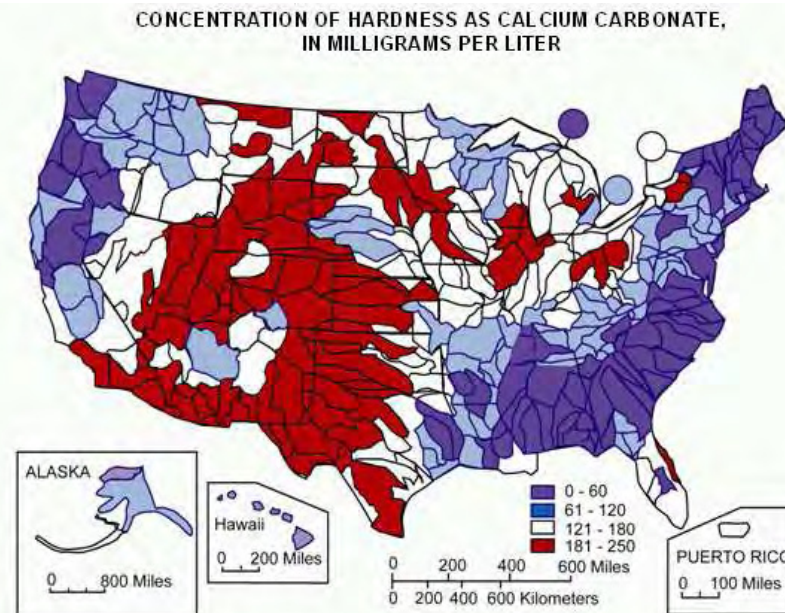 CONCENTRATION OF HARDNESS AS CALCIUM CARBONATE,
IN MILLIGRAMS PER LITER
ALASKA
0 800 Miles
Hawaii
0 200 Miles
0 - 60
61 - 120
121 - 180
181 - 250
0 200 400 600 Miles
0 200 400 600 Kilometers
PUERTO RICO
0 100 Miles